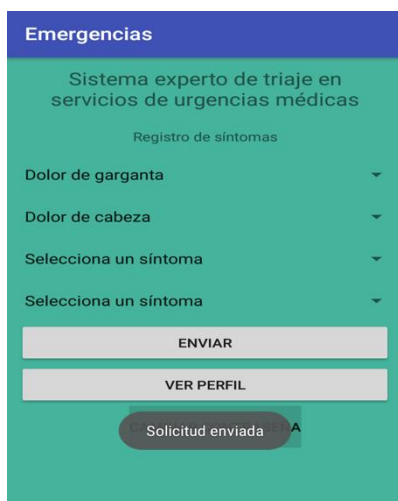 Emergencias
Sistema experto de triaje en
servicios de urgencias médicas
Registro de síntomas
Dolor de garganta
Dolor de cabeza
Selecciona un síntoma
Selecciona un síntoma
ENVIAR
VER PERFIL
Solicitud enviada